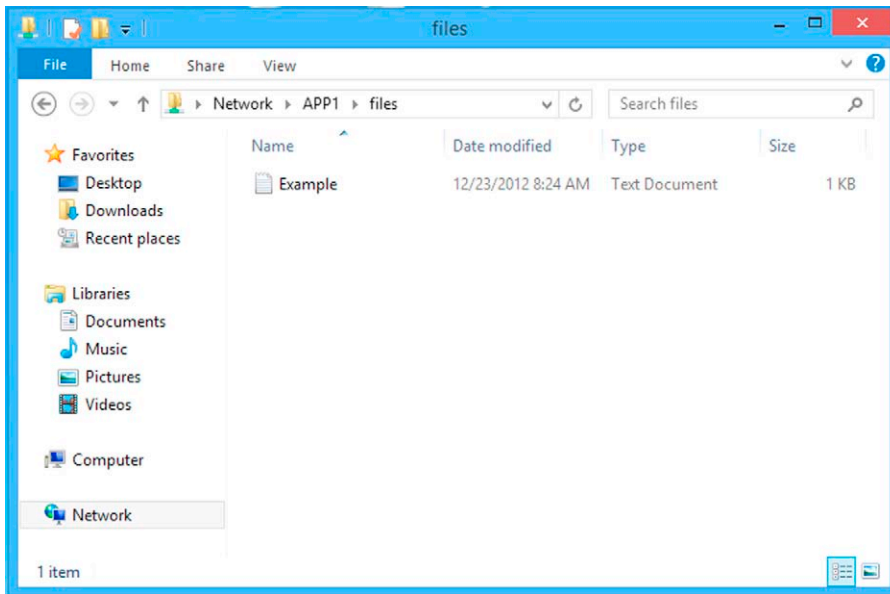 files
File Home Share View
Network APP1 files Search files
Favorites
Desktop
Downloads
Recent places
Libraries
Documents
Music
Pictures
Videos
Computer
Network
Name Date modified Type Size
Example 12/23/2012 8:24 AM Text Document 1 KB
1 item